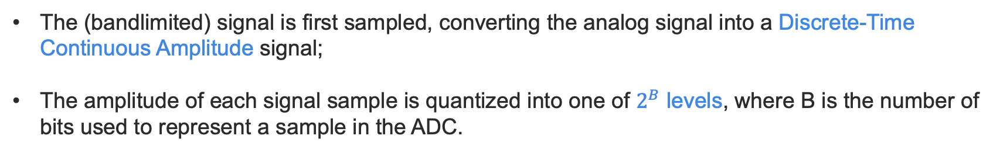 • The (bandlimited) signal is first sampled, converting the analog signal into a Discrete-Time
Continuous Amplitude signal;
• The amplitude of each signal sample is quantized into one of 2^B levels, where B is the number of
bits used to represent a sample in the ADC.